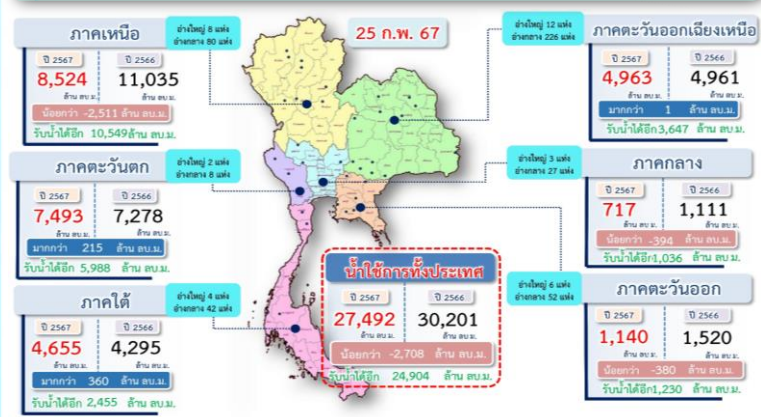 25 ก.พ. 67
ภาคเหนือ
อ่างใหญ่ 8 แห่ง
อ่างกลาง 80 แห่ง
ปี 2567 ปี 2566
8,524 11,035
ล้าน ลบ.ม. ล้าน ลบ.ม.
น้อยกว่า -2,511 ล้าน ลบ.ม.
รับน้ำได้อีก 10,549 ล้าน ลบ.ม.
ภาคตะวันออกเฉียงเหนือ
อ่างใหญ่ 12 แห่ง
อ่างกลาง 226 แห่ง
ปี 2567 ปี 2566
4,963 4,961
ล้าน ลบ.ม. ล้าน ลบ.ม.
มากกว่า 1 ล้าน ลบ.ม.
รับน้ำได้อีก 3,647 ล้าน ลบ.ม.
ภาคตะวันตก
อ่างใหญ่ 2 แห่ง
อ่างกลาง 8 แห่ง
ปี 2567 ปี 2566
7,493 7,278
ล้าน ลบ.ม. ล้าน ลบ.ม.
มากกว่า 215 ล้าน ลบ.ม.
รับน้ำได้อีก 5,988 ล้าน ลบ.ม.
ภาคกลาง
อ่างใหญ่ 3 แห่ง
อ่างกลาง 27 แห่ง
ปี 2567 ปี 2566
717 1,111
ล้าน ลบ.ม. ล้าน ลบ.ม.
น้อยกว่า -394 ล้าน ลบ.ม.
รับน้ำได้อีก 1,036 ล้าน ลบ.ม.
ภาคใต้
อ่างใหญ่ 4 แห่ง
อ่างกลาง 42 แห่ง
ปี 2567 ปี 2566
4,655 4,295
ล้าน ลบ.ม. ล้าน ลบ.ม.
มากกว่า 360 ล้าน ลบ.ม.
รับน้ำได้อีก 2,455 ล้าน ลบ.ม.
น้ำใช้การทั้งประเทศ
ปี 2567 ปี 2566
27,492 30,201
ล้าน ลบ.ม. ล้าน ลบ.ม.
น้อยกว่า -2,708 ล้าน ลบ.ม.
รับน้ำได้อีก 24,904 ล้าน ลบ.ม.
ภาคตะวันออก
อ่างใหญ่ 6 แห่ง
อ่างกลาง 52 แห่ง
ปี 2567 ปี 2566
1,140 1,520
ล้าน ลบ.ม. ล้าน ลบ.ม.
น้อยกว่า -380 ล้าน ลบ.ม.
รับน้ำได้อีก 1,230 ล้าน ลบ.ม.